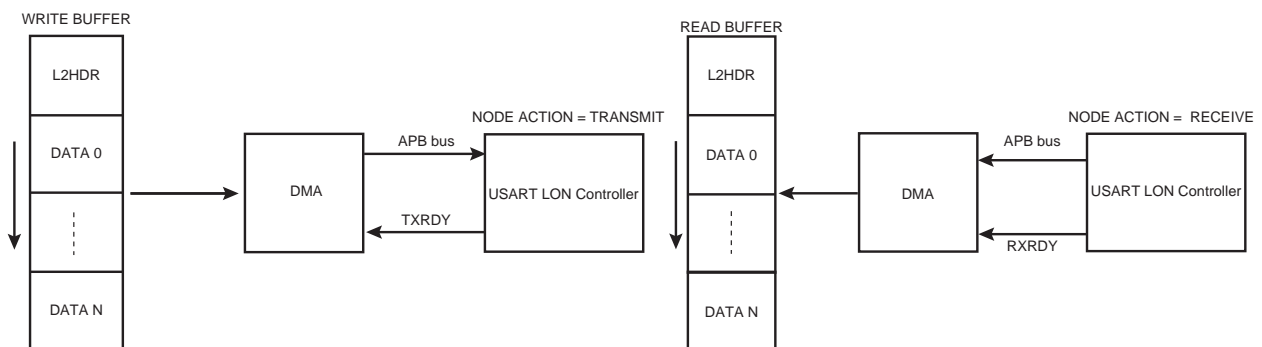 WRITE BUFFER
L2HDR
DATA 0
DATA N
DMA
APB bus
TXRDY
NODE ACTION = TRANSMIT
USART LON Controller
READ BUFFER
L2HDR
DATA 0
DATA N
DMA
APB bus
RXRDY
NODE ACTION = RECEIVE
USART LON Controller